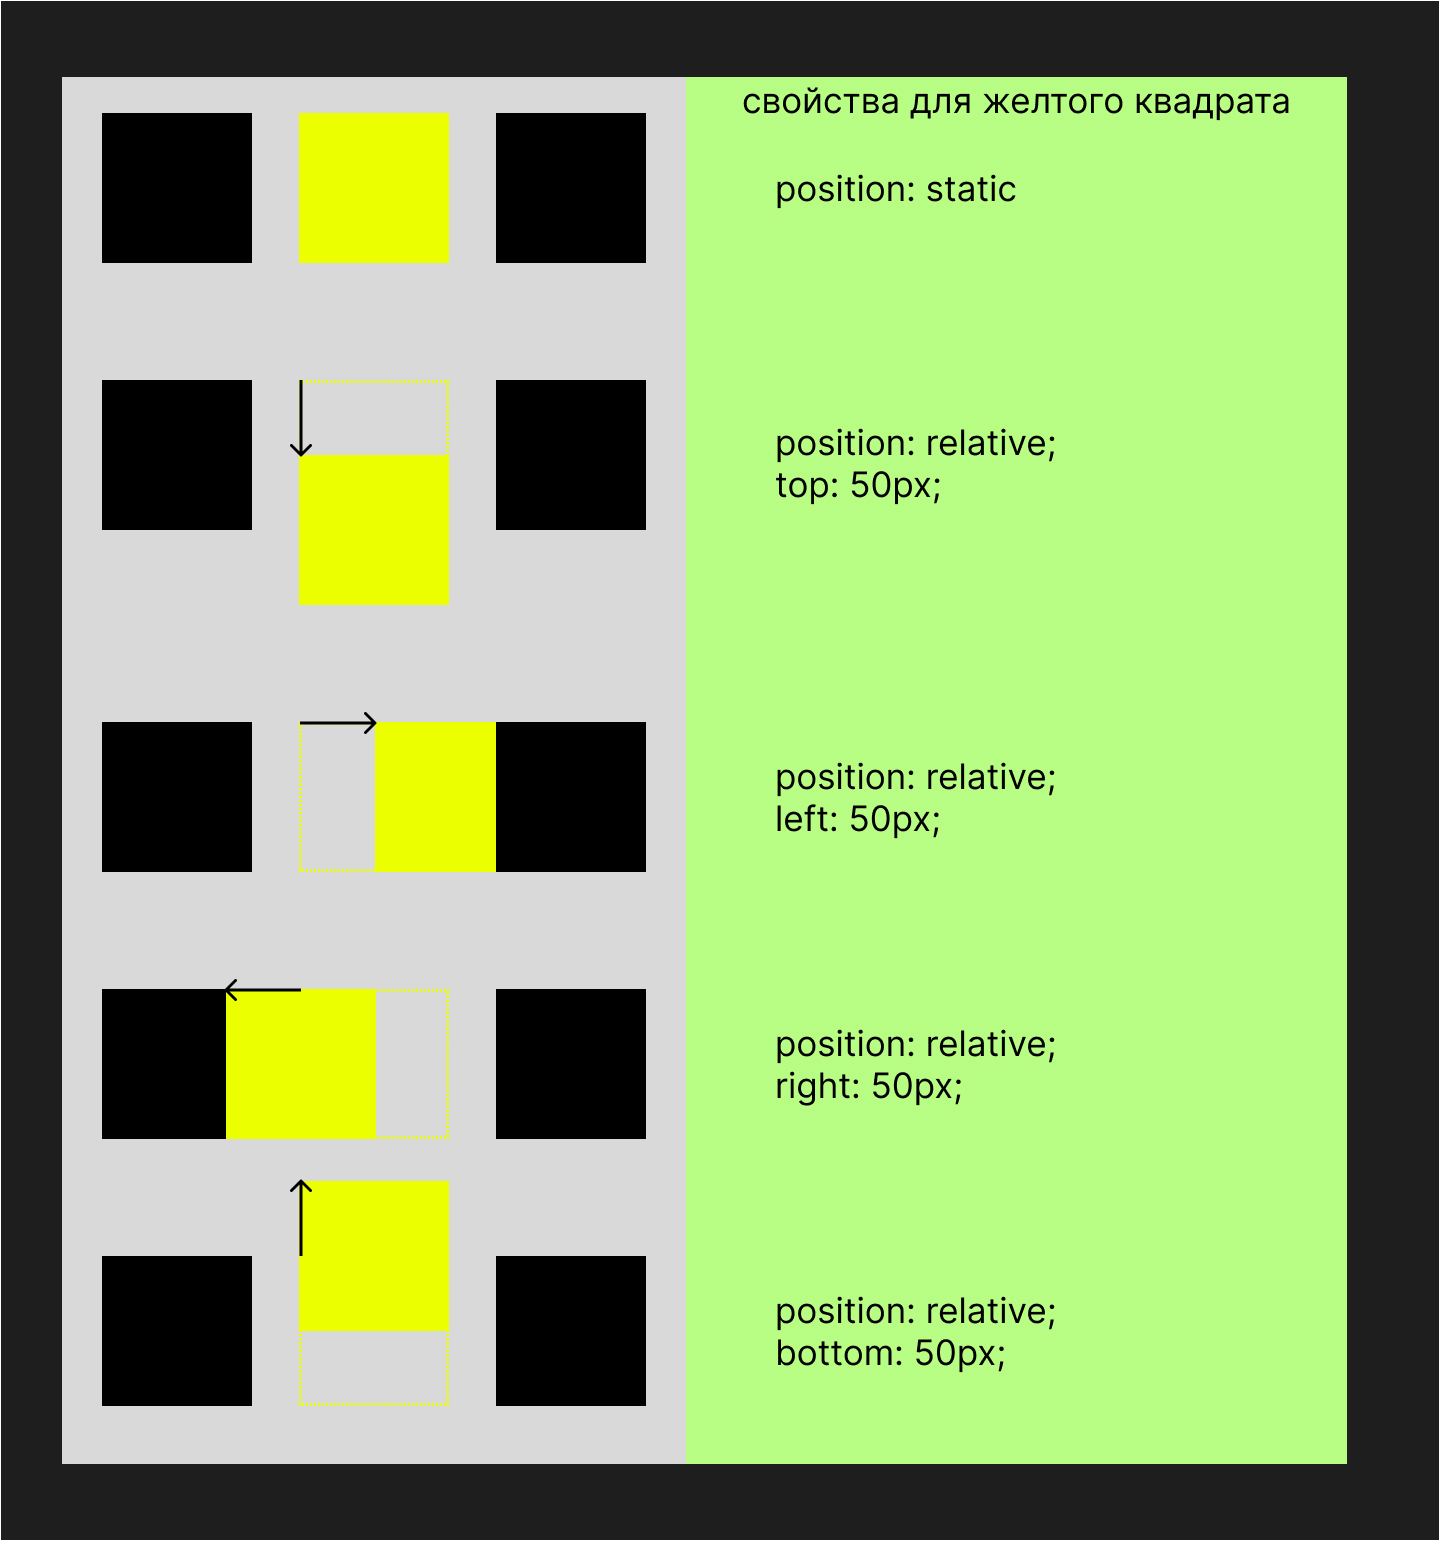 свойства для желтого квадрата
position: static
position: relative;
top: 50px;
position: relative;
left: 50px;
position: relative;
right: 50px;
position: relative;
bottom: 50px;